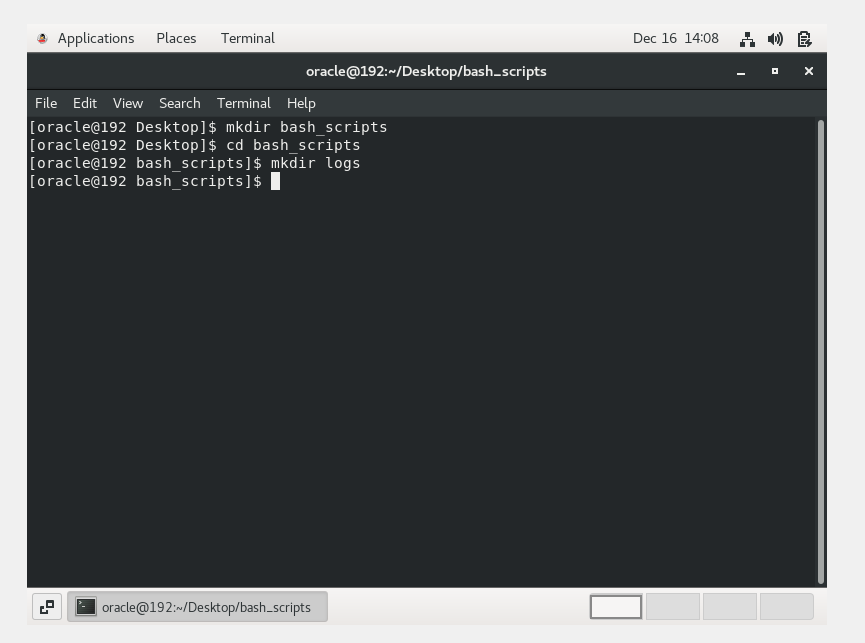 Applications Places Terminal Dec 16 14:08
oracle@192:~/Desktop/bash_scripts
File Edit View Search Terminal Help
[oracle@192 Desktop]$ mkdir bash_scripts
[oracle@192 Desktop]$ cd bash_scripts
[oracle@192 bash_scripts]$ mkdir logs
[oracle@192 bash_scripts]$
oracle@192:~/Desktop/bash_scripts